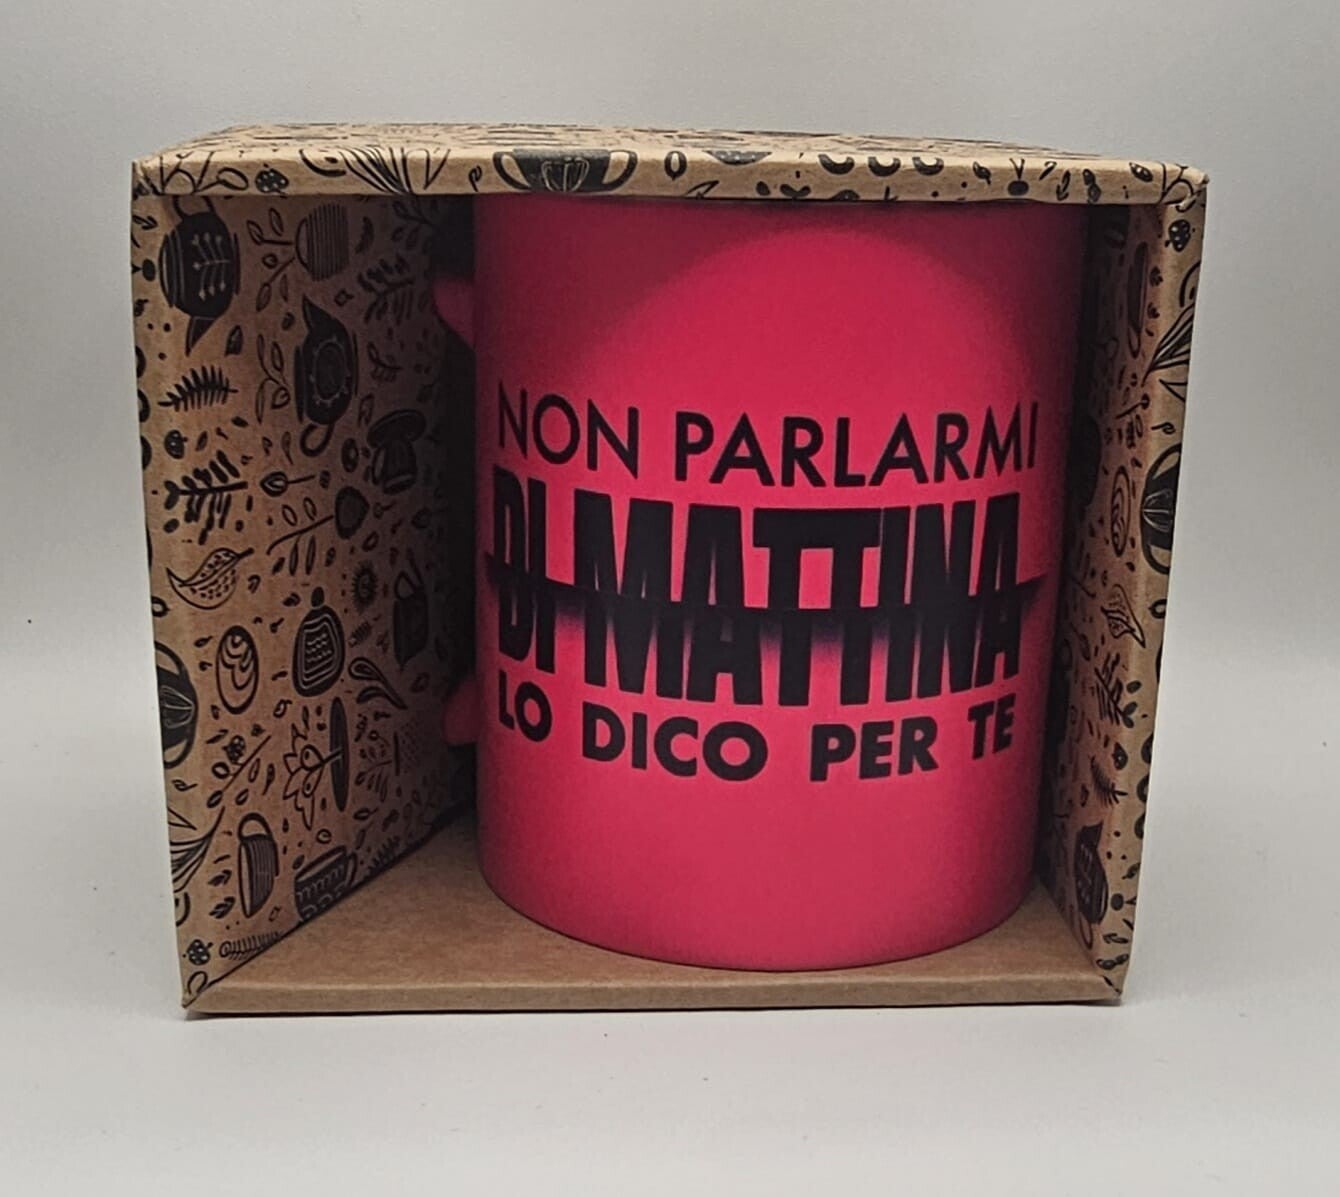 NON PARLARMI
DI MATTINA
LO DICO PER TE